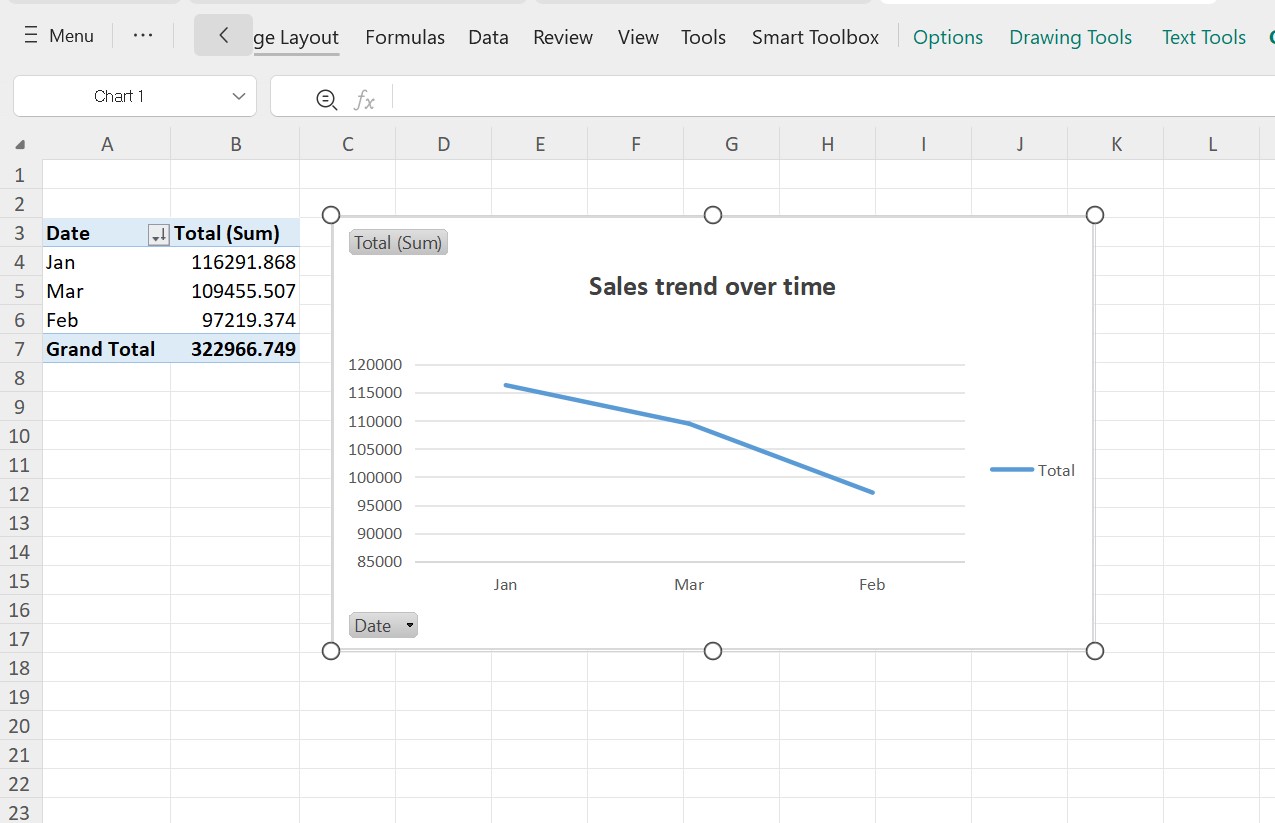 Menu ... ge Layout Formulas Data Review View Tools Smart Toolbox Options Drawing Tools Text Tools
Chart 1 fx
A B C D E F G H I J K L
1
2
3 Date Total (Sum)
4 Jan 116291.868
5 Mar 109455.507
6 Feb 97219.374
7 Grand Total 322966.749
8
9
10
11
12
13
14
15
16
17
18
19
20
21
22
23
Total (Sum)
Sales trend over time
120000
115000
110000
105000
100000
95000
90000
85000
Jan Mar Feb
Total
Date